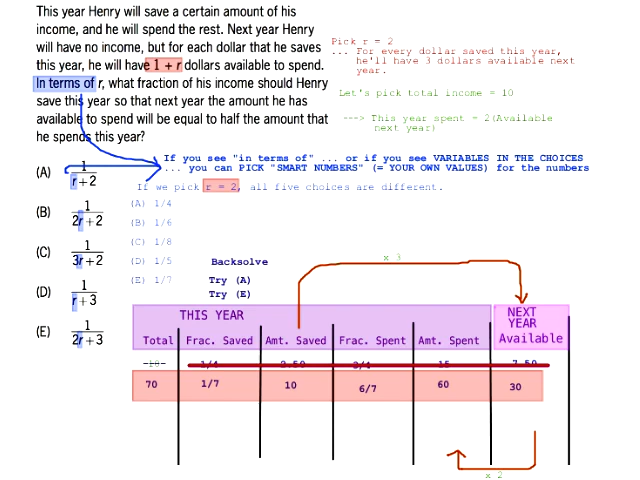 This year Henry will save a certain amount of his
income, and he will spend the rest. Next year Henry
will have no income, but for each dollar that he saves
this year, he will have 1 + r dollars available to spend.
In terms of r, what fraction of his income should Henry
save this year so that next year the amount he has
available to spend will be equal to half the amount that
he spends this year?
Pick r = 2
... For every dollar saved this year,
he'll have 3 dollars available next
year.
Let's pick total income = 10
---> This year spent = 2(Available
next year)
(A) 1/r+2
(B) 1/2r+2
(C) 1/3r+2
(D) 1/r+3
(E) 1/2r+3
If you see "in terms of" ... or if you see VARIABLES IN THE CHOICES
... you can PICK "SMART NUMBERS" (= YOUR OWN VALUES) for the numbers
If we pick r = 2, all five choices are different.
(A) 1/4
(B) 1/6
(C) 1/8
(D) 1/5
(E) 1/7
Backsolve
Try (A)
Try (E)
x 3
THIS YEAR
NEXT
YEAR
Available
Total Frac. Saved Amt. Saved Frac. Spent Amt. Spent
10 1/4 2.50 3/4 15 7.50
70 1/7 10 6/7 60 30
x 2